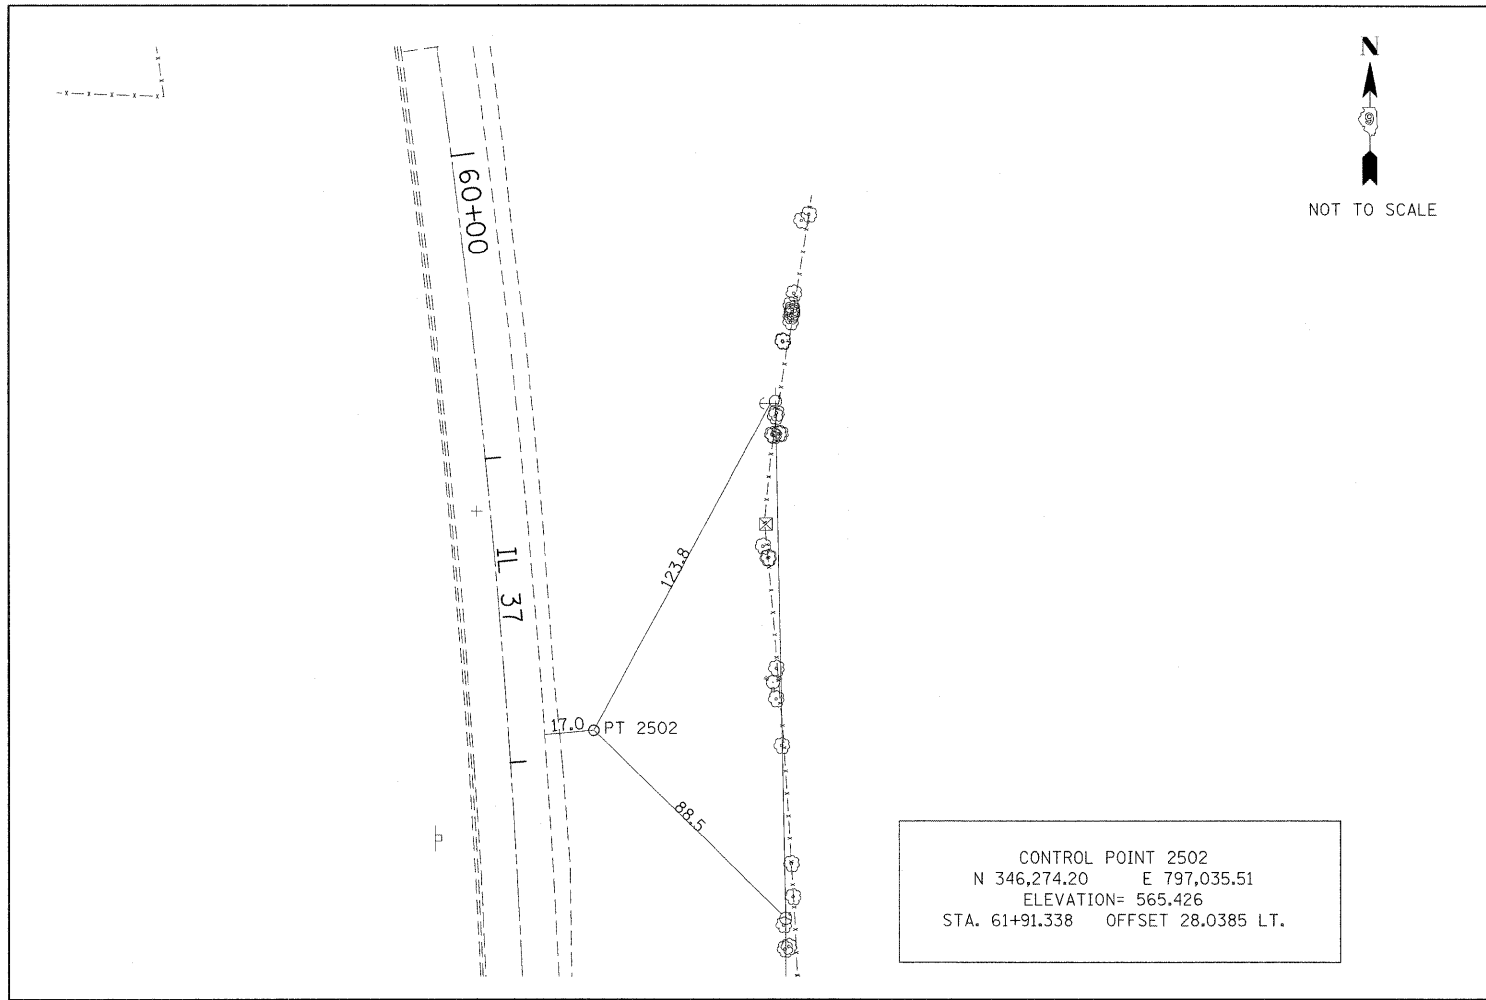 N
NOT TO SCALE
60+00
123.8
IL 37
17.0
PT 2502
88.5
CONTROL POINT 2502
N 346,274.20 E 797,035.51
ELEVATION= 565.426
STA. 61+91.338 OFFSET 28.0385 LT.